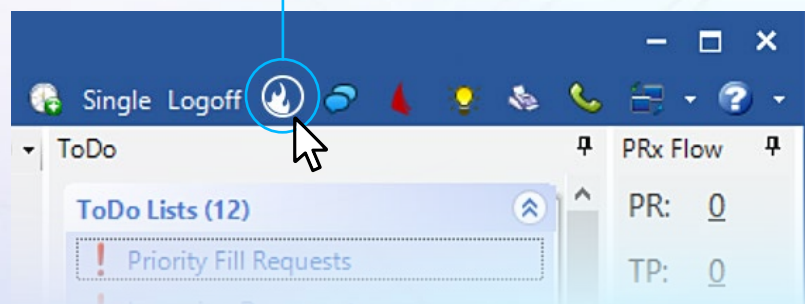 Single Logoff
ToDo
PRx Flow
ToDo Lists (12)
PR: 0
! Priority Fill Requests
TP: 0